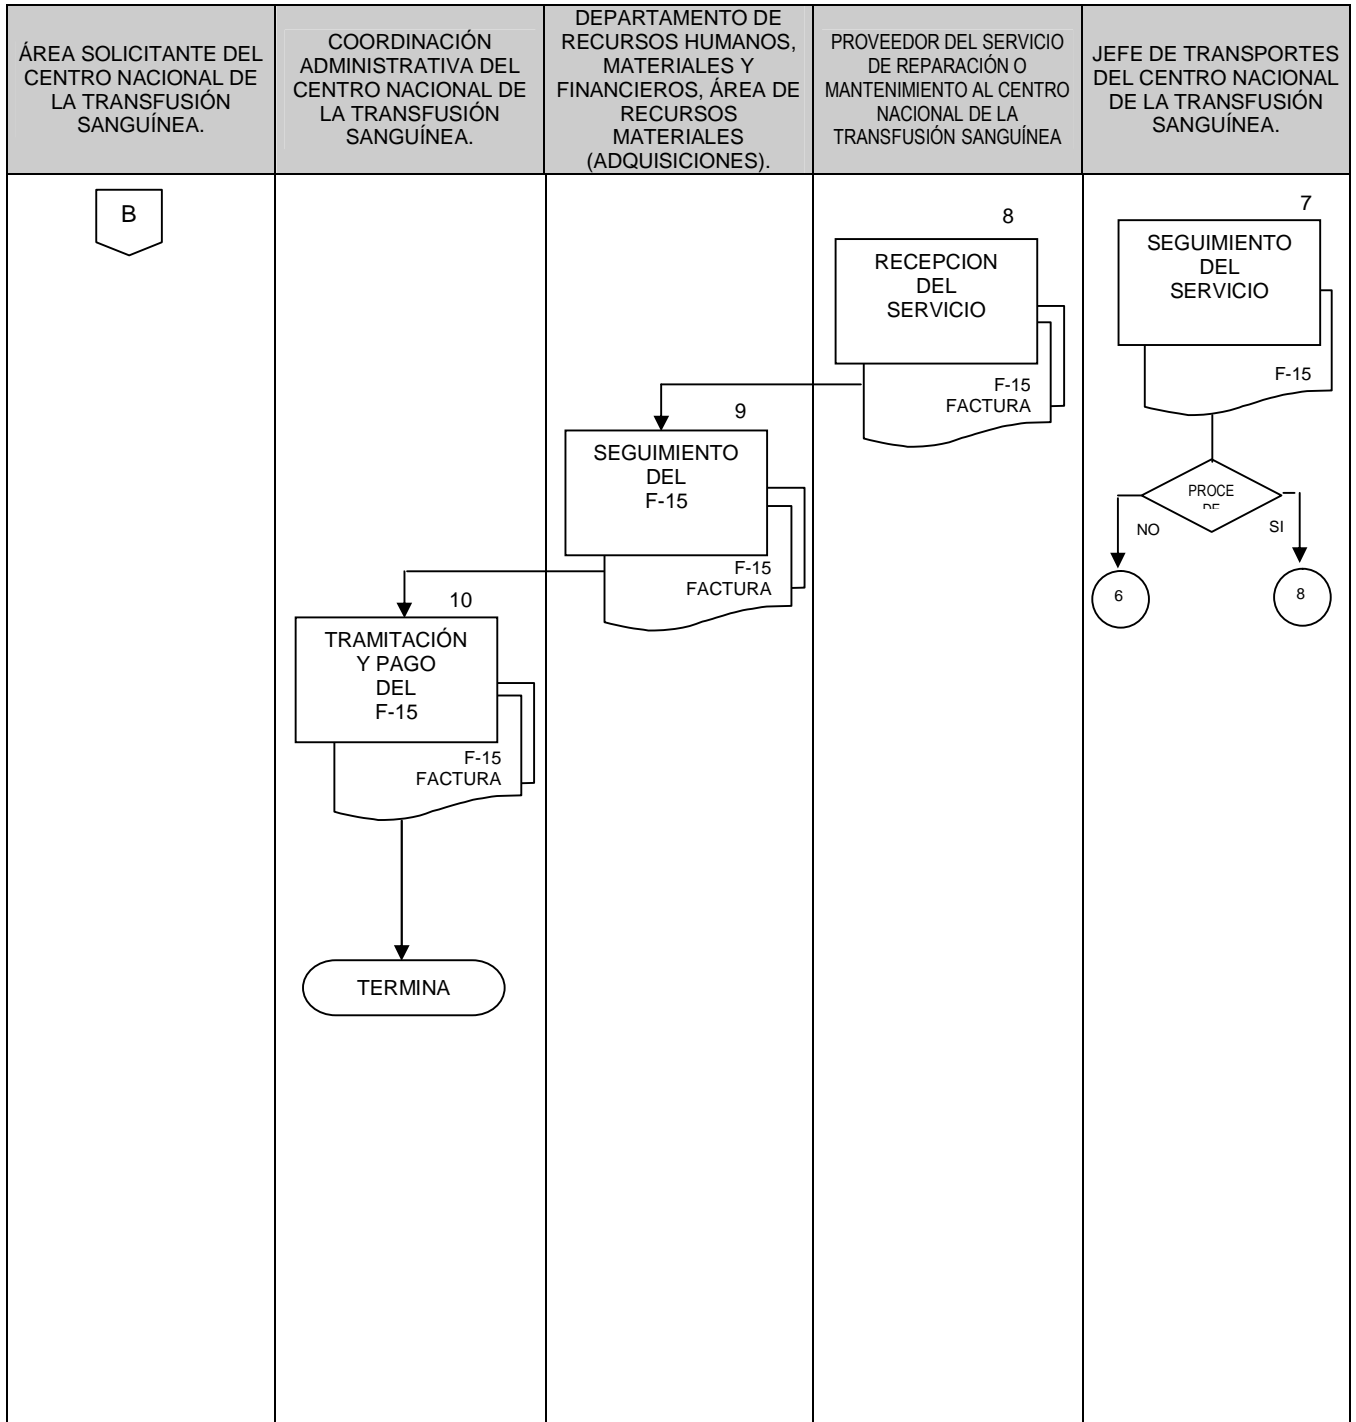 ÁREA SOLICITANTE DEL
CENTRO NACIONAL DE
LA TRANSFUSIÓN
SANGUÍNEA.
COORDINACIÓN
ADMINISTRATIVA DEL
CENTRO NACIONAL DE
LA TRANSFUSIÓN
SANGUÍNEA.
DEPARTAMENTO DE
RECURSOS HUMANOS,
MATERIALES Y
FINANCIEROS, ÁREA DE
RECURSOS
MATERIALES
(ADQUISICIONES).
PROVEEDOR DEL SERVICIO
DE REPARACIÓN O
MANTENIMIENTO AL CENTRO
NACIONAL DE LA
TRANSFUSIÓN SANGUÍNEA
JEFE DE TRANSPORTES
DEL CENTRO NACIONAL
DE LA TRANSFUSIÓN
SANGUÍNEA.
B
7
SEGUIMIENTO
DEL
SERVICIO
F-15
PROCE
DE
NO
SI
6
8
8
RECEPCION
DEL
SERVICIO
F-15
FACTURA
9
SEGUIMIENTO
DEL
F-15
F-15
FACTURA
10
TRAMITACIÓN
Y PAGO
DEL
F-15
F-15
FACTURA
TERMINA